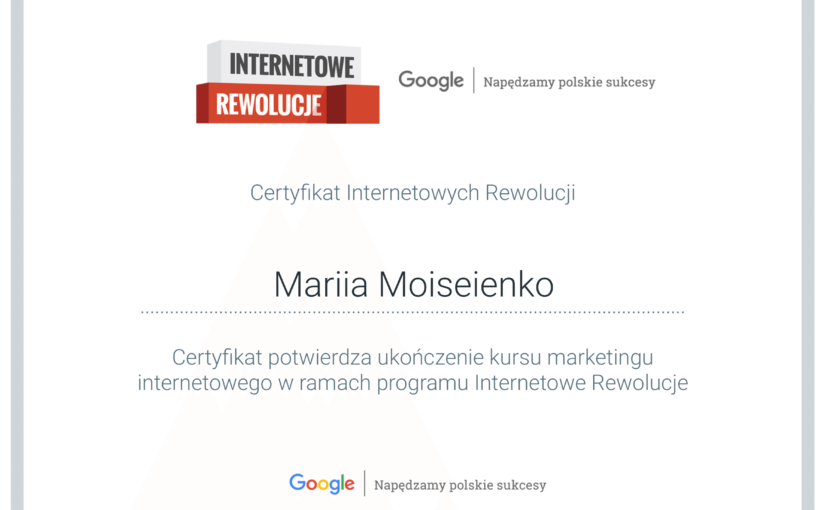 INTERNETOWE
REWOLUCJE
Google | Napędzamy polskie sukcesy
Certyfikat Internetowych Rewolucji
Mariia Moiseienko
Certyfikat potwierdza ukończenie kursu marketingu
internetowego w ramach programu Internetowe Rewolucje
Google | Napędzamy polskie sukcesy